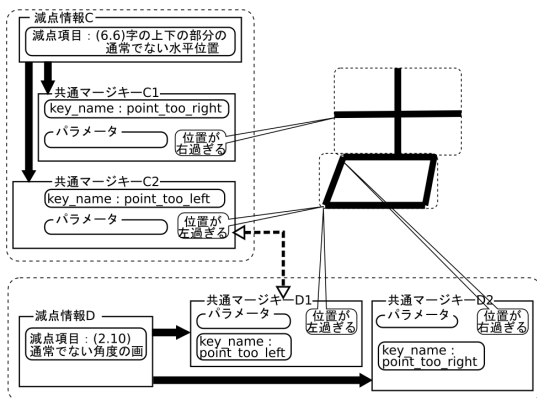 減点情報C
減点項目：(6.6)字の上下の部分の
通常でない水平位置
共通マージキーC1
key_name : point_too_right
パラメータ
位置が
右過ぎる
共通マージキーC2
key_name : point_too_left
パラメータ
位置が
左過ぎる
減点情報D
減点項目：(2.10)
通常でない角度の画
共通マージキーD1
パラメータ
位置が
左過ぎる
key_name :
point_too_left
共通マージキーD2
パラメータ
位置が
右過ぎる
key_name :
point_too_right